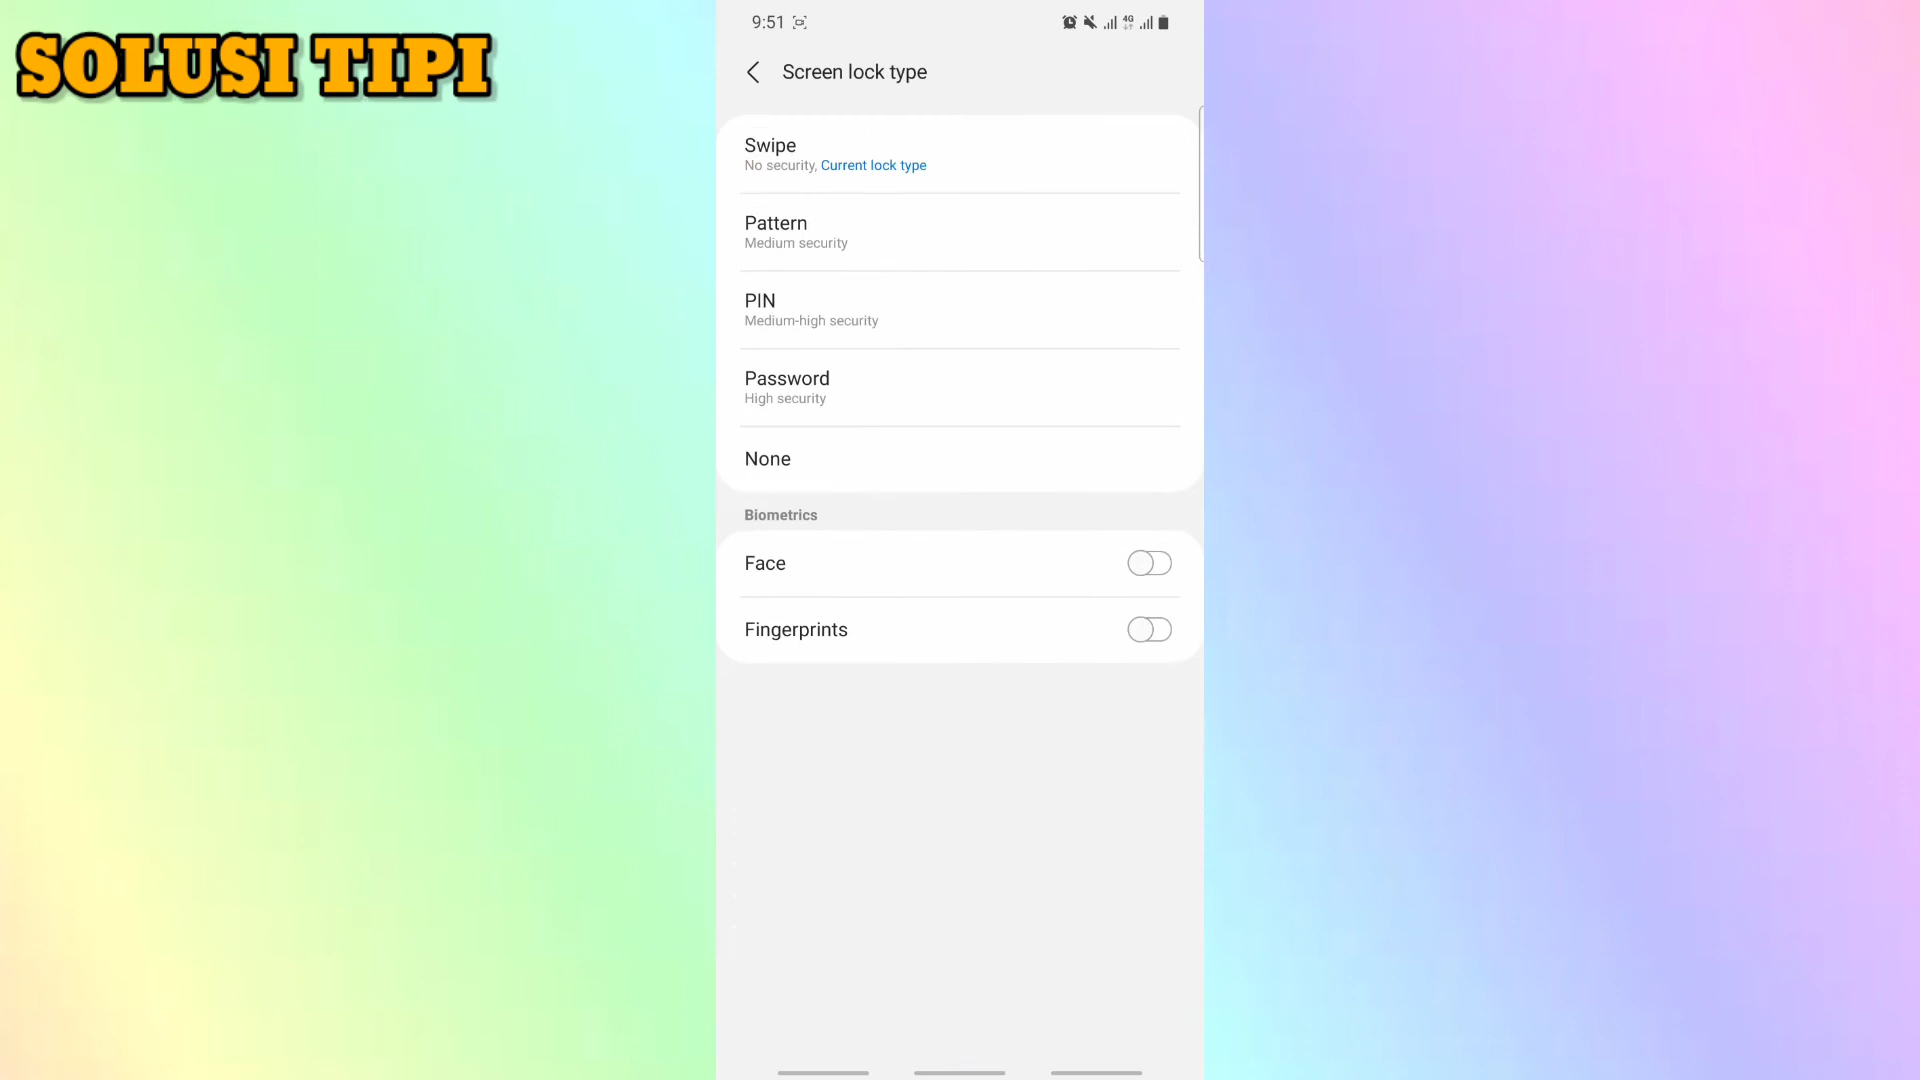 SOLUSI TIPI
9:51
4G
Screen lock type
Swipe
No security, Current lock type
Pattern
Medium security
PIN
Medium-high security
Password
High security
None
Biometrics
Face
Fingerprints